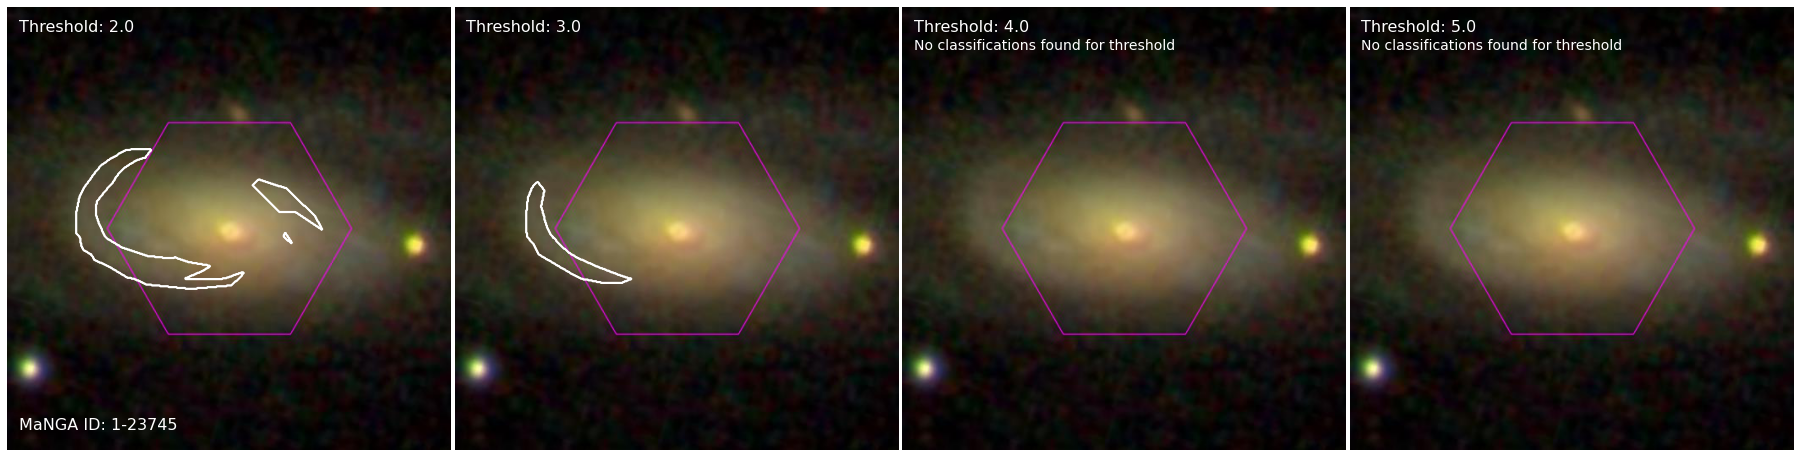 Threshold: 2.0
MaNGA ID: 1-23745
Threshold: 3.0
Threshold: 4.0
No classifications found for threshold
Threshold: 5.0
No classifications found for threshold